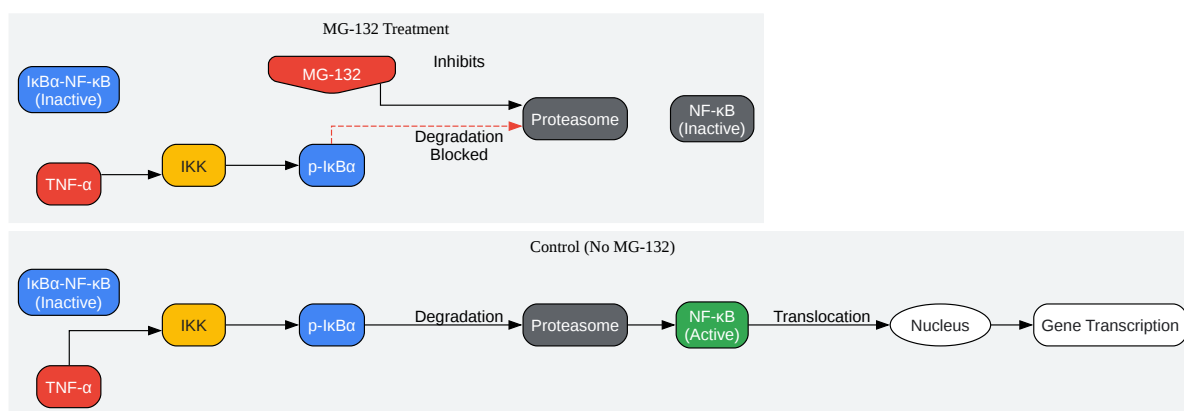 MG-132 Treatment
IκBα-NF-κB
(Inactive)
MG-132
Inhibits
Proteasome
NF-κB
(Inactive)
Degradation
Blocked
TNF-α
IKK
p-IκBα
Control (No MG-132)
IκBα-NF-κB
(Inactive)
TNF-α
IKK
p-IκBα
Degradation
Proteasome
NF-κB
(Active)
Translocation
Nucleus
Gene Transcription